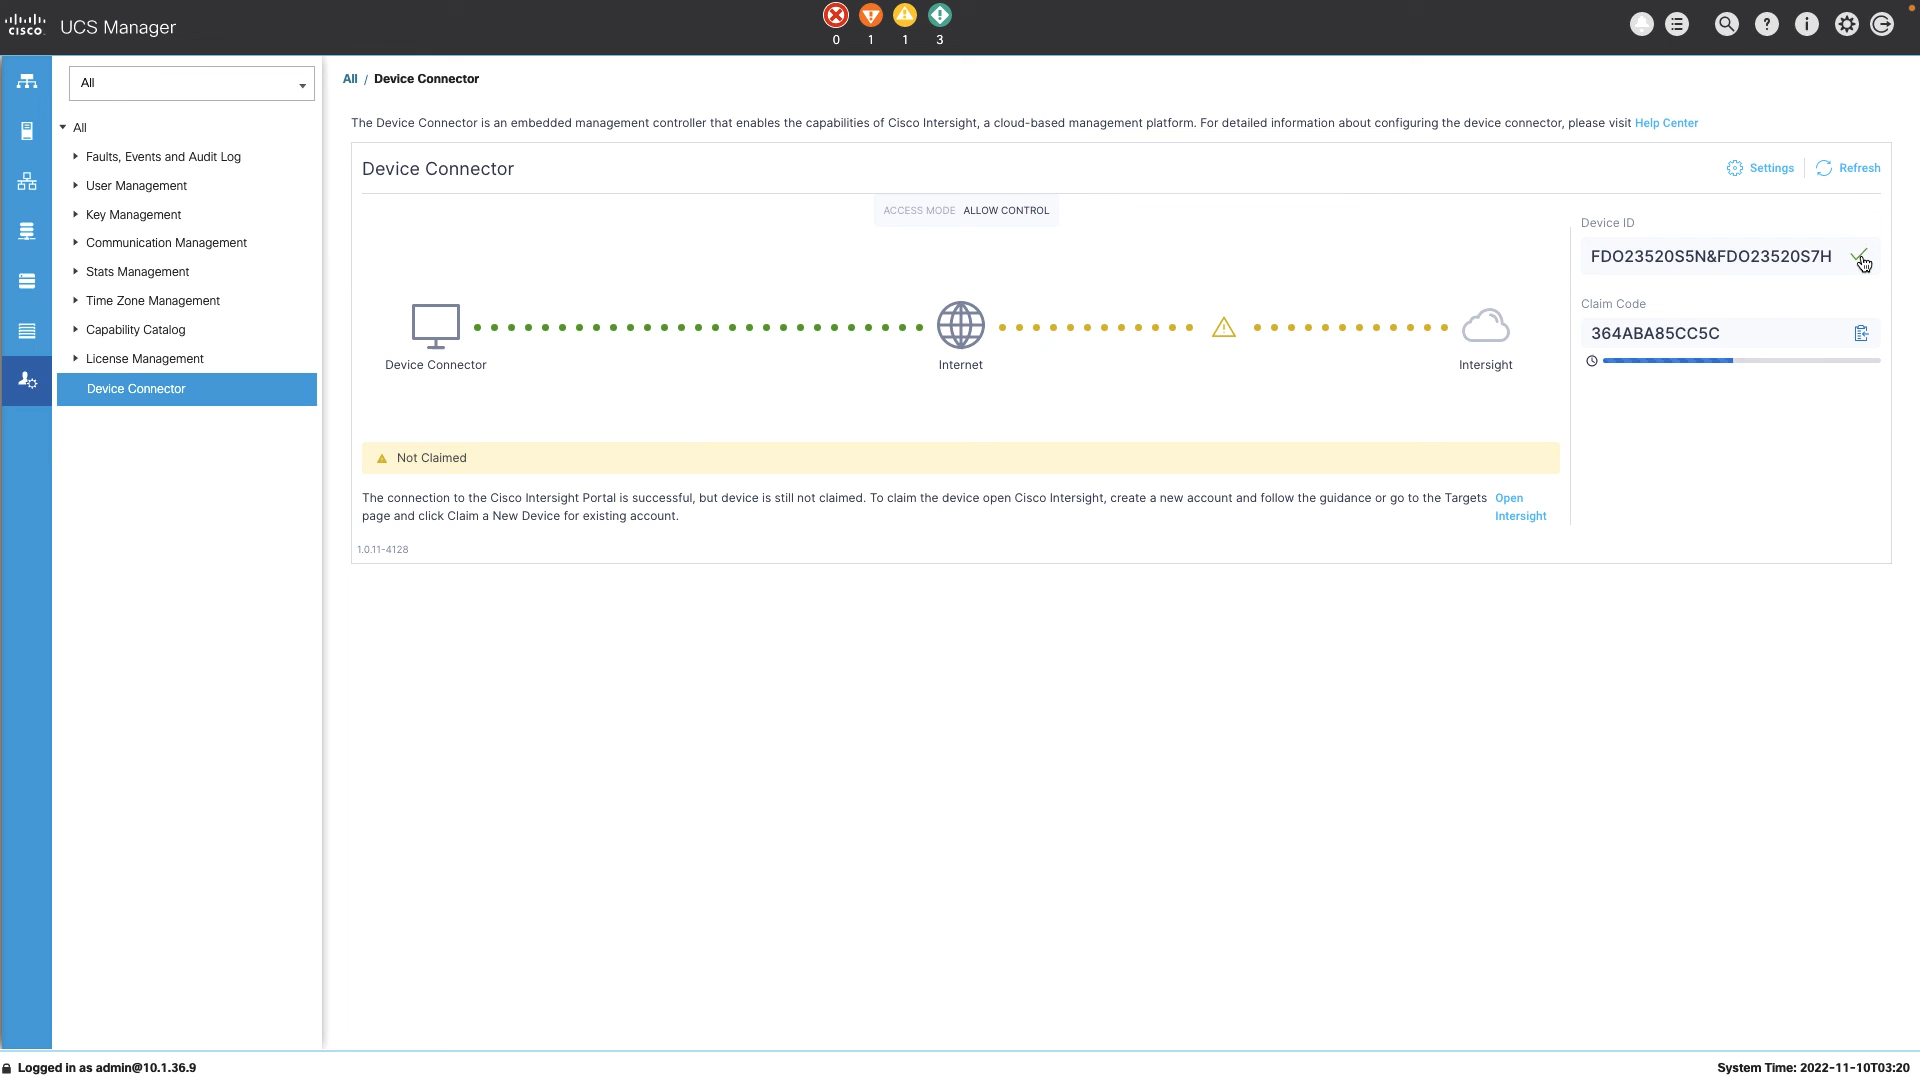 cisco UCS Manager
0 1 1 3
All
All / Device Connector
All
Faults, Events and Audit Log
User Management
Key Management
Communication Management
Stats Management
Time Zone Management
Capability Catalog
License Management
Device Connector
The Device Connector is an embedded management controller that enables the capabilities of Cisco Intersight, a cloud-based management platform. For detailed information about configuring the device connector, please visit Help Center
Device Connector
Settings
Refresh
ACCESS MODE ALLOW CONTROL
Device Connector
Internet
Intersight
Device ID
FDO23520S5N&FDO23520S7H
Claim Code
364ABA85CC5C
Not Claimed
The connection to the Cisco Intersight Portal is successful, but device is still not claimed. To claim the device open Cisco Intersight, create a new account and follow the guidance or go to the Targets
page and click Claim a New Device for existing account.
Open
Intersight
1.0.11-4128
Logged in as admin@10.1.36.9
System Time: 2022-11-10T03:20